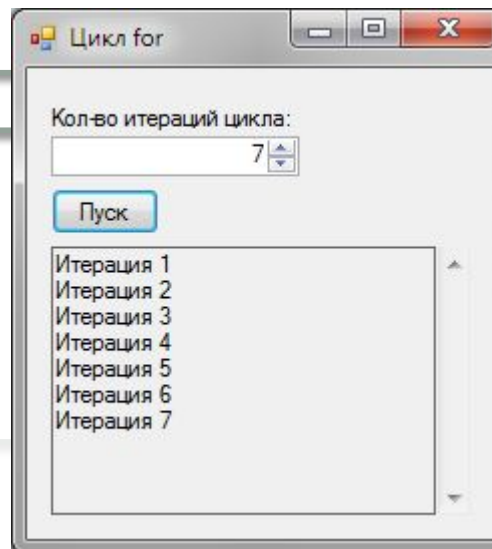 Цикл for
Кол-во итераций цикла:
7
Пуск
Итерация 1
Итерация 2
Итерация 3
Итерация 4
Итерация 5
Итерация 6
Итерация 7